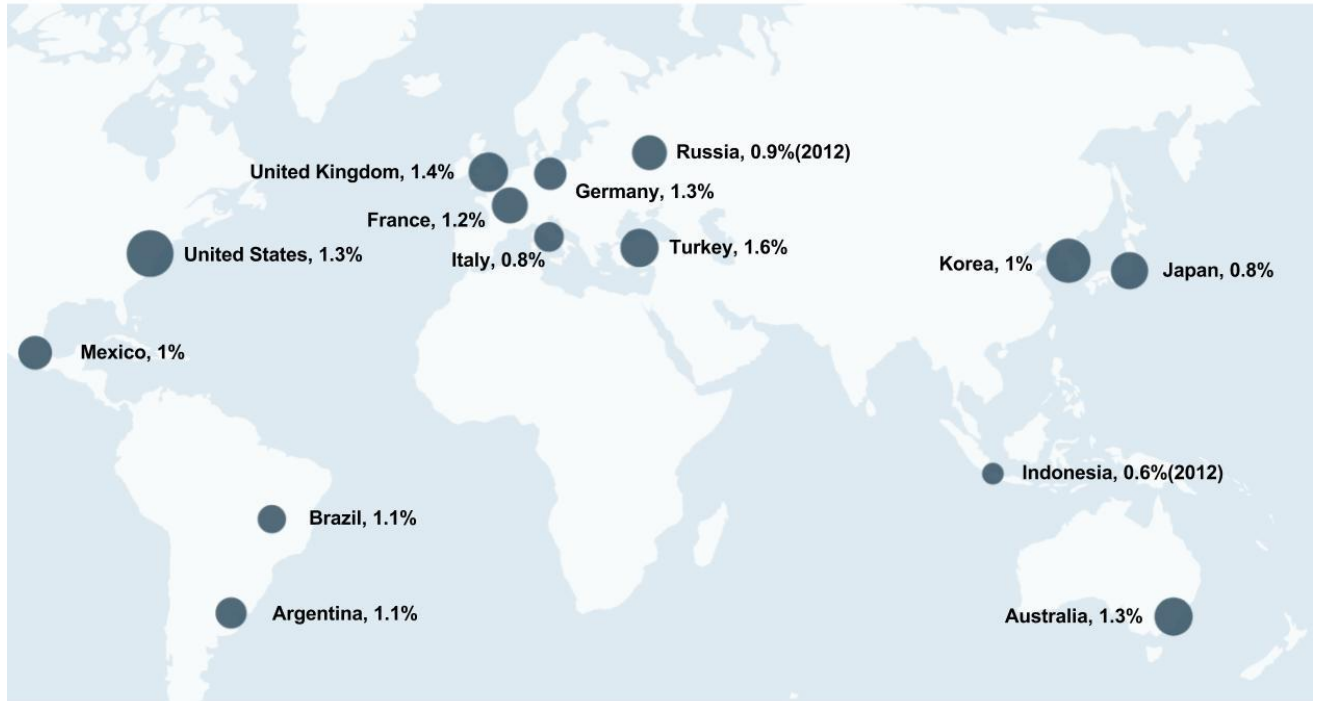 Russia, 0.9%(2012)
United Kingdom, 1.4%
Germany, 1.3%
France, 1.2%
Turkey, 1.6%
United States, 1.3%
Italy, 0.8%
Korea, 1%
Japan, 0.8%
Mexico, 1%
Indonesia, 0.6%(2012)
Brazil, 1.1%
Argentina, 1.1%
Australia, 1.3%